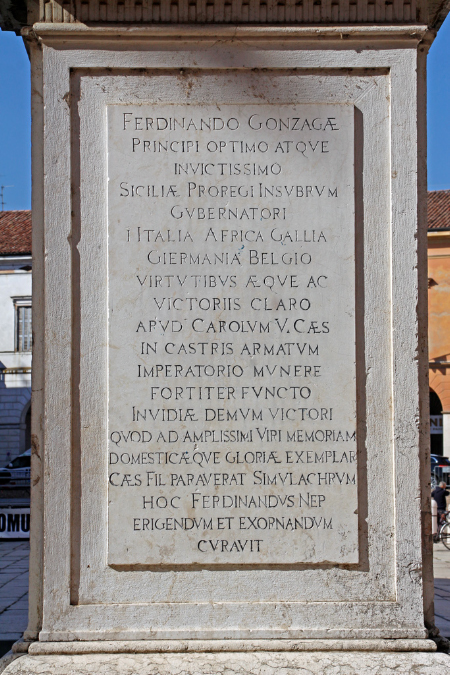 FERDINANDO GONZAGÆ
PRINCIPI OPTIMO ATQVE
INVICTISSIMO
SICILIÆ PROREGI INSVBRVM
GVBERNATORI
I ITALIA AFRICA GALLIA
GIERMANIA BELGIO
VIRTVTIBVS ÆQVE AC
VICTORIIS CLARO
APVD CAROLVM V. CÆS
IN CASTRIS ARMATVM
IMPERATORIO MVNERE
FORTITER FVNCTO
INVIDIÆ DEMVM VICTORI
QVOD AD AMPLISSIMI VIPI MEMORIAM
DOMESTICÆQVE GLORIÆ EXEMPLAR
CÆS FIL PARAVERAT SIMVLACHRVM
HOC FERDINANDVS NEP
ERIGENDVM ET EXORNANDVM
CVRAVIT
DOMU